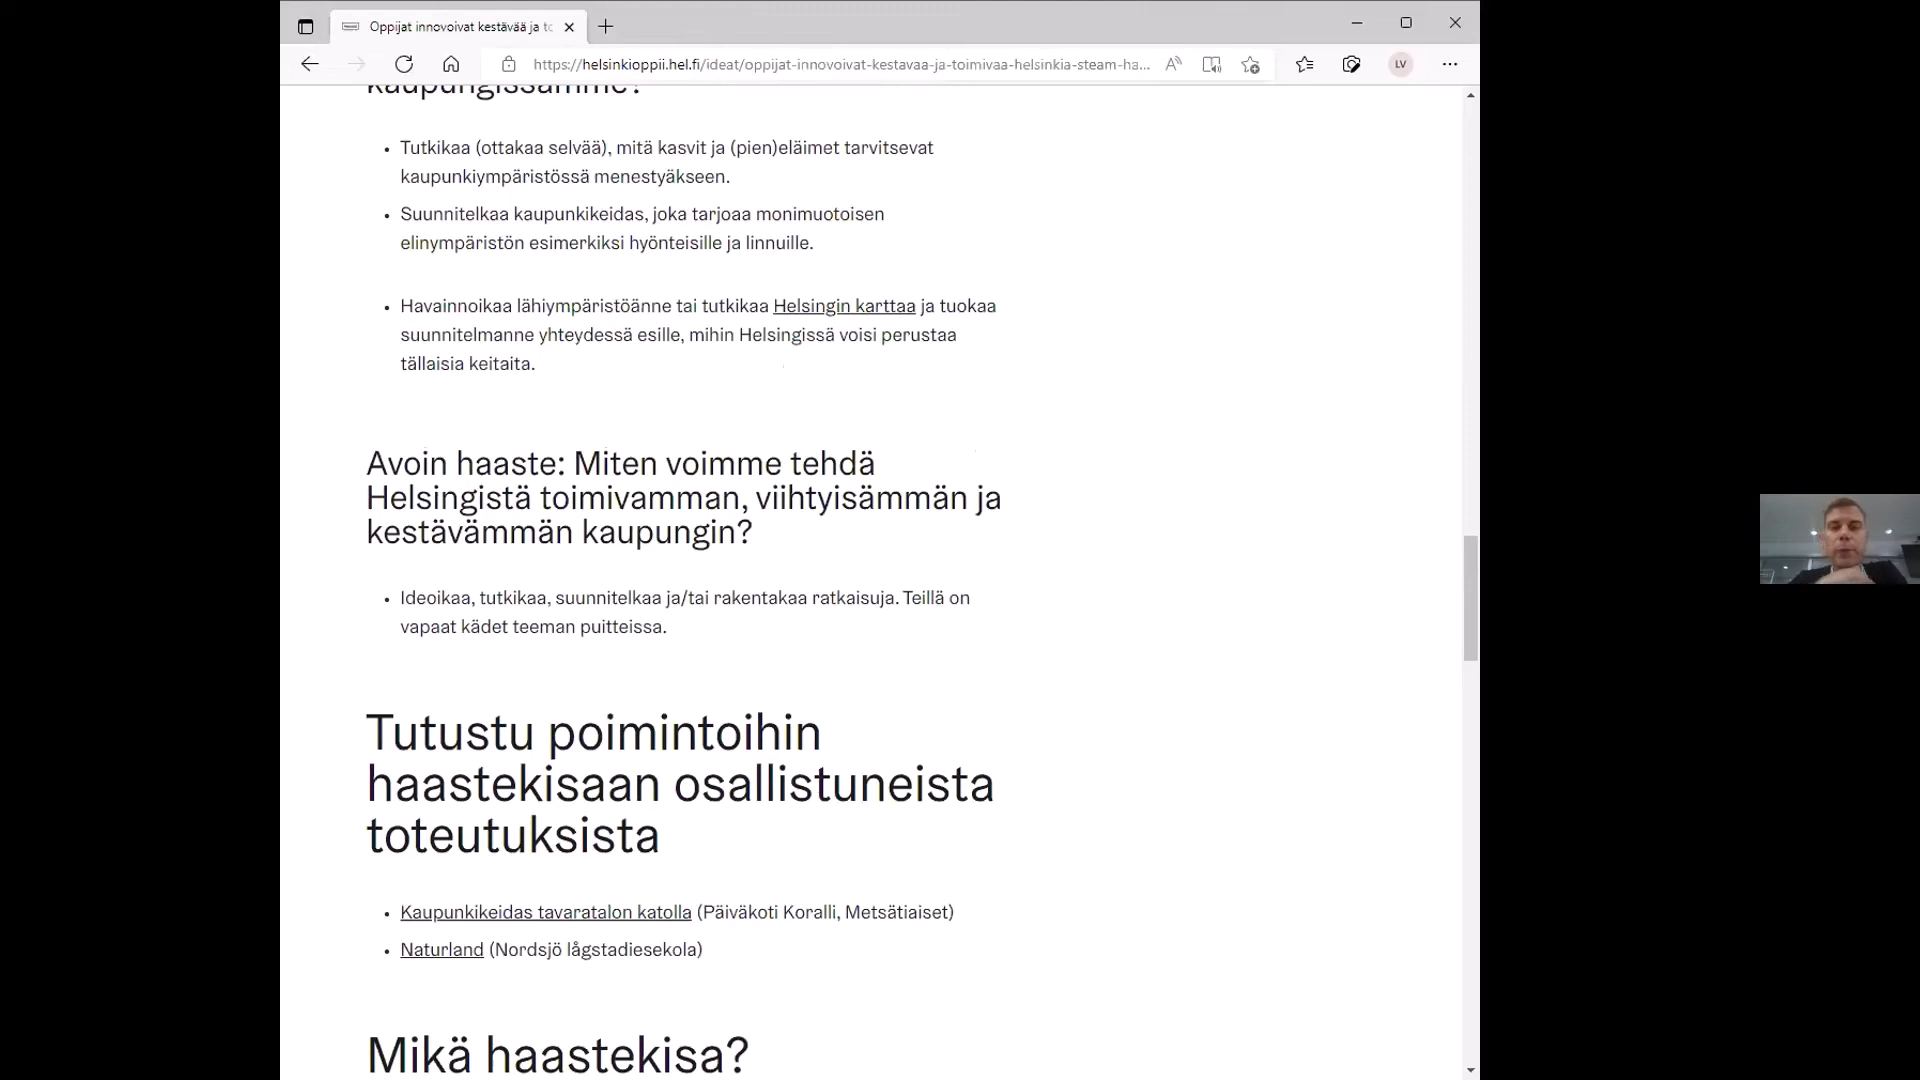 Oppijat innovoivat kestävää ja to
https://helsinkioppii.hel.fi/ideat/oppijat-innovoivat-kestavaa-ja-toimivaa-helsinkia-steam-ha...
LV
kaupungissamme?
• Tutkikaa (ottakaa selvää), mitä kasvit ja (pien)eläimet tarvitsevat
kaupunkiympäristössä menestyäkseen.
• Suunnitelkaa kaupunkikeidas, joka tarjoaa monimuotoisen
elinympäristön esimerkiksi hyönteisille ja linnuille.
• Havainnoikaa lähiympäristöänne tai tutkikaa Helsingin karttaa ja tuokaa
suunnitelmanne yhteydessä esille, mihin Helsingissä voisi perustaa
tällaisia keitaita.
Avoin haaste: Miten voimme tehdä
Helsingistä toimivamman, viihtyisämmän ja
kestävämmän kaupungin?
• Ideoikaa, tutkikaa, suunnitelkaa ja/tai rakentakaa ratkaisuja. Teillä on
vapaat kädet teeman puitteissa.
Tutustu poimintoihin
haastekisaan osallistuneista
toteutuksista
• Kaupunkikeidas tavaratalon katolla (Päiväkoti Koralli, Metsätiaiset)
• Naturland (Nordsjö lågstadiesekola)
Mikä haastekisa?